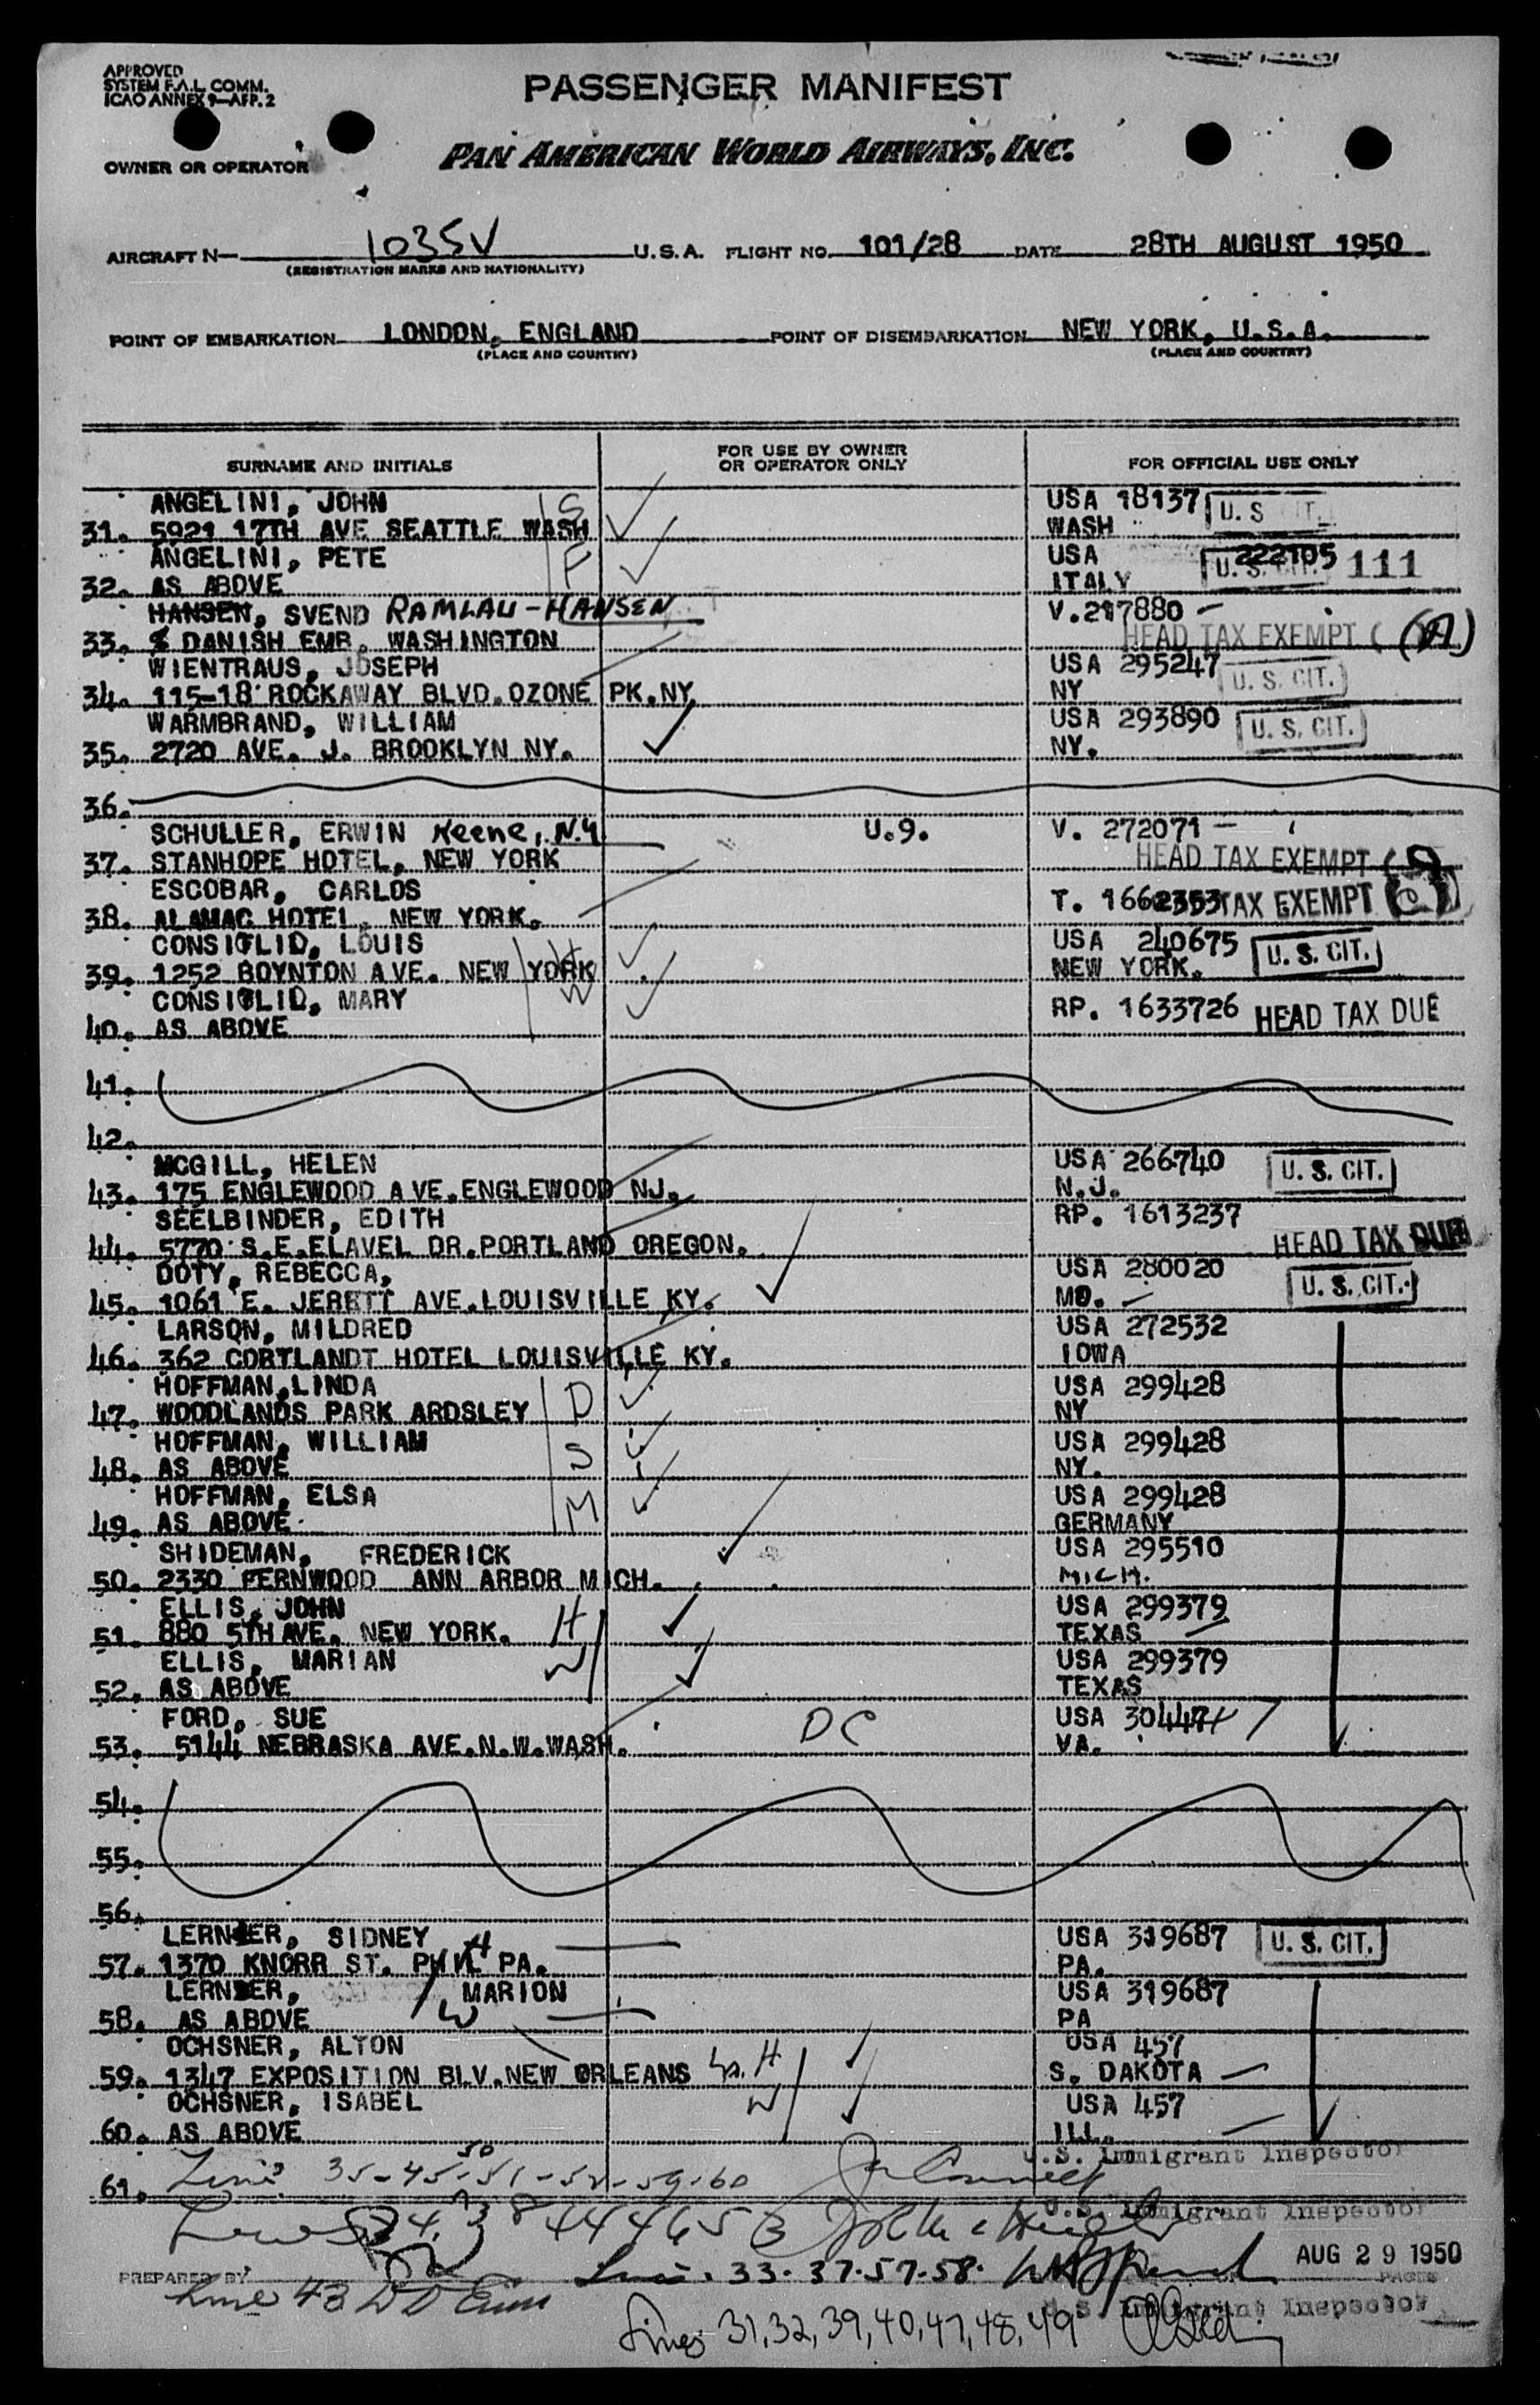 APPROVED
SYSTEM F.A.L. COMM.
ICAO ANNEX 9—APP. 2
PASSENGER MANIFEST
OWNER OR OPERATOR
PAN AMERICAN WORLD AIRWAYS, INC.
AIRCRAFT N— 1035V U.S.A. FLIGHT NO. 101/28 DATE 28TH AUGUST 1950
(REGISTRATION MARKS AND NATIONALITY)
POINT OF EMBARKATION LONDON, ENGLAND POINT OF DISEMBARKATION NEW YORK, U.S.A.
(PLACE AND COUNTRY) (PLACE AND COUNTRY)
SURNAME AND INITIALS FOR USE BY OWNER OR OPERATOR ONLY FOR OFFICIAL USE ONLY
ANGELINI, JOHN S USA 18137 U.S. CIT.
31. 5921 17TH AVE SEATTLE WASH WASH
ANGELINI, PETE F USA 222105 U.S. CIT. 111
32. AS ABOVE ITALY
HANSEN, SVEND RAMLAU-HANSEN V.217880 —
33. % DANISH EMB. WASHINGTON HEAD TAX EXEMPT (A)
WIENTRAUS, JOSEPH USA 295247 U. S. CIT.
34. 115-18 ROCKAWAY BLVD.OZONE PK.NY. NY
WARMBRAND, WILLIAM USA 293890 U. S. CIT.
35. 2720 AVE. J. BROOKLYN NY. NY.
36.
SCHULLER, ERWIN Keene, N.Y U.9. V. 272071 —
37. STANHOPE HOTEL, NEW YORK HEAD TAX EXEMPT
ESCOBAR, CARLOS T. 1662353 TAX EXEMPT
38. ALAMAC HOTEL, NEW YORK.
CONSIGLIO, LOUIS H USA 240675 U. S. CIT.
39. 1252 BOYNTON AVE. NEW YORK NEW YORK.
CONSIGLIO, MARY W RP. 1633726 HEAD TAX DUE
40. AS ABOVE
41.
42.
MCGILL, HELEN USA 266740 U. S. CIT.
43. 175 ENGLEWOOD AVE.ENGLEWOOD NJ. N.J.
SEELBINDER, EDITH RP. 1613237
44. 5770 S.E.ELAVEL DR.PORTLAND OREGON. HEAD TAX DUE
DOTY, REBECCA, USA 280020 U. S. CIT.
45. 1061 E. JERETT AVE.LOUISVILLE KY. MO.
LARSON, MILDRED USA 272532
46. 362 CORTLANDT HOTEL LOUISVILLE KY. IOWA
HOFFMAN,LINDA D USA 299428
47. WOODLANDS PARK ARDSLEY NY
HOFFMAN, WILLIAM S USA 299428
48. AS ABOVE NY.
HOFFMAN, ELSA M USA 299428
49. AS ABOVE GERMANY
SHIDEMAN, FREDERICK USA 295510
50. 2330 FERNWOOD ANN ARBOR MICH. MICH.
ELLIS, JOHN H USA 299379
51. 880 5TH AVE. NEW YORK. TEXAS
ELLIS, MARIAN W USA 299379
52. AS ABOVE TEXAS
FORD, SUE DC USA 30447
53. 5144 NEBRASKA AVE.N.W.WASH. VA.
54.
55.
56.
LERNER, SIDNEY H USA 319687 U. S. CIT.
57. 1370 KNORR ST. PHIL PA. PA.
LERNER, MARION W USA 319687
58. AS ABOVE PA
OCHSNER, ALTON USA 457
59. 1347 EXPOSITION BLV.NEW ORLEANS La. H S. DAKOTA
OCHSNER, ISABEL W USA 457
60. AS ABOVE ILL.
U.S. Immigrant Inspector
61. Line 35-45-50-51-52-59-60
U.S. Immigrant Inspector
PREPARED BY Line 33-37-57-58. AUG 29 1950
PAGES
Line 43
U.S. Immigrant Inspector
Lines 31,32,39,40,47,48,49